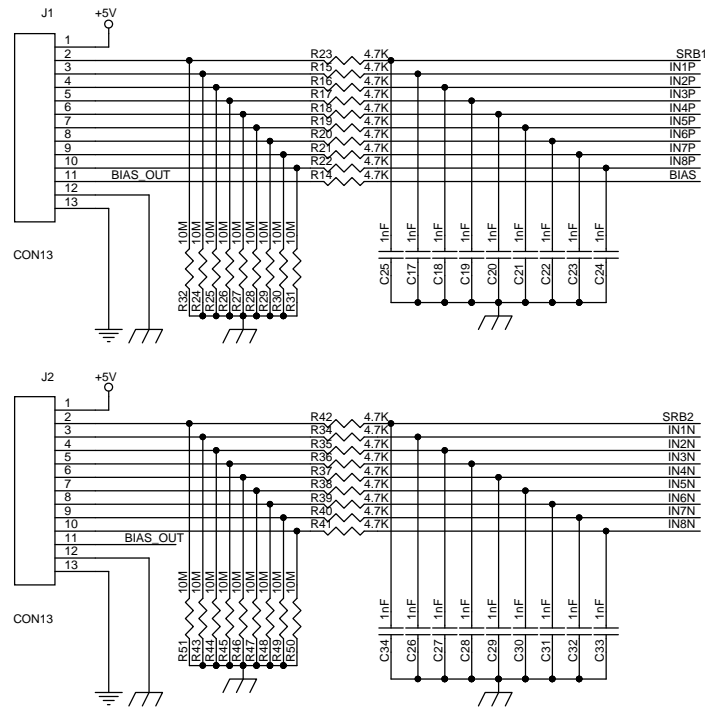 J1 +5V
1
2 R23 4.7K SRB1
3 R15 4.7K IN1P
4 R16 4.7K IN2P
5 R17 4.7K IN3P
6 R18 4.7K IN4P
7 R19 4.7K IN5P
8 R20 4.7K IN6P
9 R21 4.7K IN7P
10 R22 4.7K IN8P
11 BIAS_OUT R14 4.7K BIAS
12
13
CON13
10M 10M 10M 10M 10M 10M 10M 10M 10M
R32 R24 R25 R26 R27 R28 R29 R30 R31
1nF 1nF 1nF 1nF 1nF 1nF 1nF 1nF 1nF
C25 C17 C18 C19 C20 C21 C22 C23 C24
J2 +5V
1
2 R42 4.7K SRB2
3 R34 4.7K IN1N
4 R35 4.7K IN2N
5 R36 4.7K IN3N
6 R37 4.7K IN4N
7 R38 4.7K IN5N
8 R39 4.7K IN6N
9 R40 4.7K IN7N
10 R41 4.7K IN8N
11 BIAS_OUT
12
13
CON13
10M 10M 10M 10M 10M 10M 10M 10M 10M
R51 R43 R44 R45 R46 R47 R48 R49 R50
1nF 1nF 1nF 1nF 1nF 1nF 1nF 1nF 1nF
C34 C26 C27 C28 C29 C30 C31 C32 C33